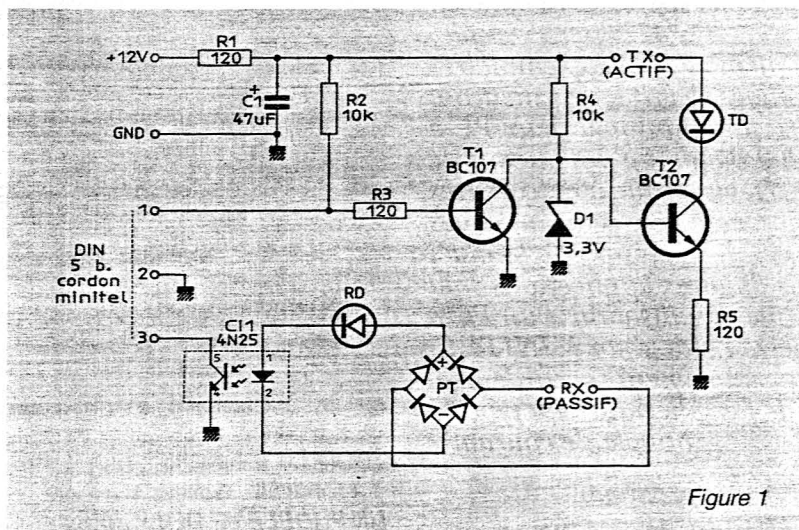 +12V
R1
120
TX
(ACTIF)
+
C1
47uF
R2
10k
R4
10k
TD
GND
T1
BC107
T2
BC107
R3
120
1
D1
3,3V
DIN
5 b.
cordon
minitel
2
RD
R5
120
3
CI1
4N25
5
4
1
2
+
PT
−
RX
(PASSIF)
Figure 1